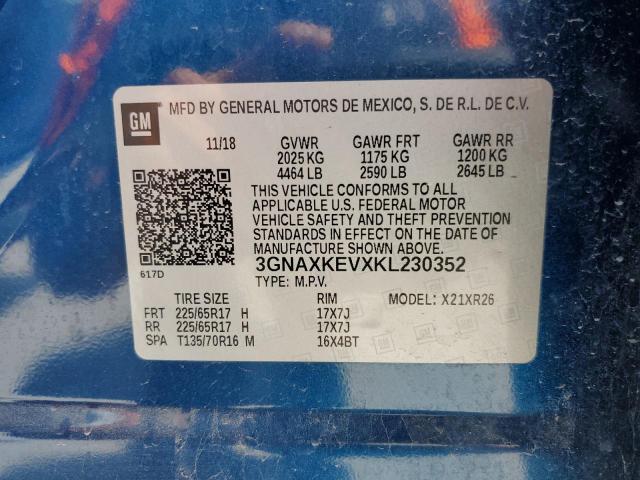 GM
MFD BY GENERAL MOTORS DE MEXICO, S. DE R.L. DE C.V.
11/18 GVWR GAWR FRT GAWR RR
2025 KG 1175 KG 1200 KG
4464 LB 2590 LB 2645 LB
THIS VEHICLE CONFORMS TO ALL
APPLICABLE U.S. FEDERAL MOTOR
VEHICLE SAFETY AND THEFT PREVENTION
STANDARDS IN EFFECT ON THE DATE OF
MANUFACTURE SHOWN ABOVE.
617D
3GNAXKEVXKL230352
TYPE: M.P.V.
TIRE SIZE RIM MODEL: X21XR26
FRT 225/65R17 H 17X7J
RR 225/65R17 H 17X7J
SPA T135/70R16 M 16X4BT